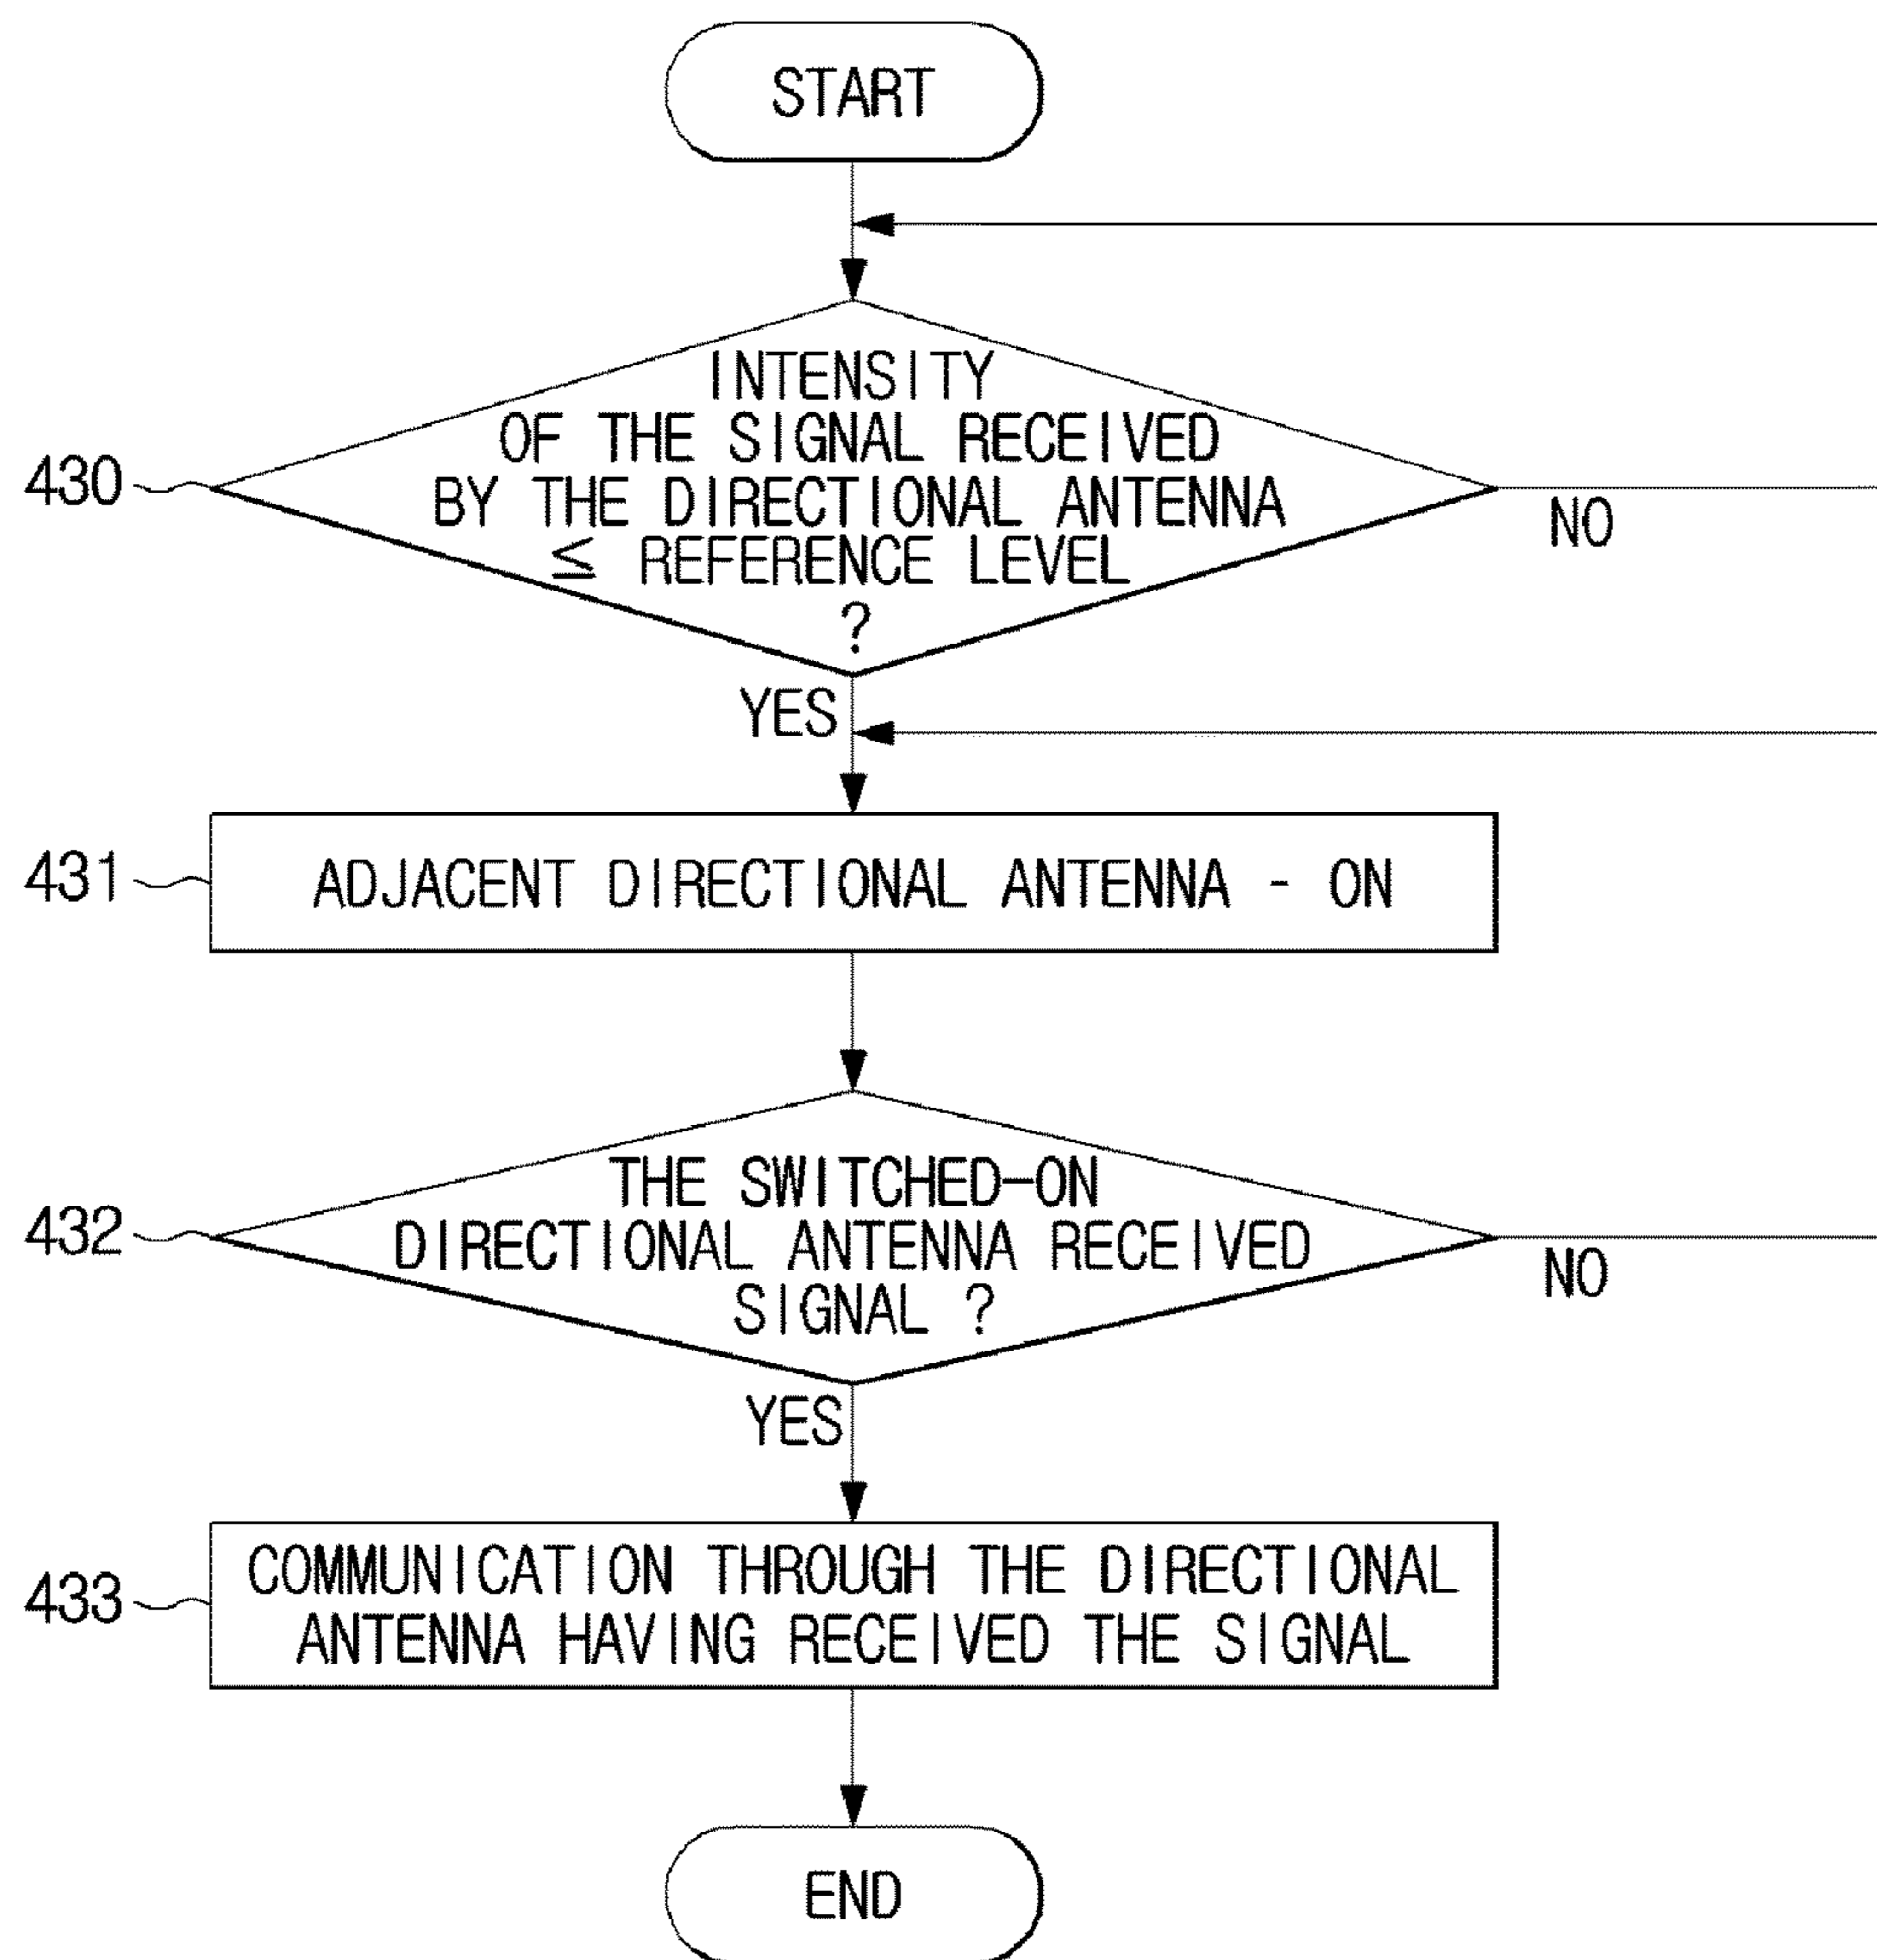 START
INTENSITY
OF THE SIGNAL RECEIVED
BY THE DIRECTIONAL ANTENNA
≤ REFERENCE LEVEL
?
430
NO
YES
431
ADJACENT DIRECTIONAL ANTENNA - ON
THE SWITCHED-ON
DIRECTIONAL ANTENNA RECEIVED
SIGNAL ?
432
NO
YES
433
COMMUNICATION THROUGH THE DIRECTIONAL
ANTENNA HAVING RECEIVED THE SIGNAL
END